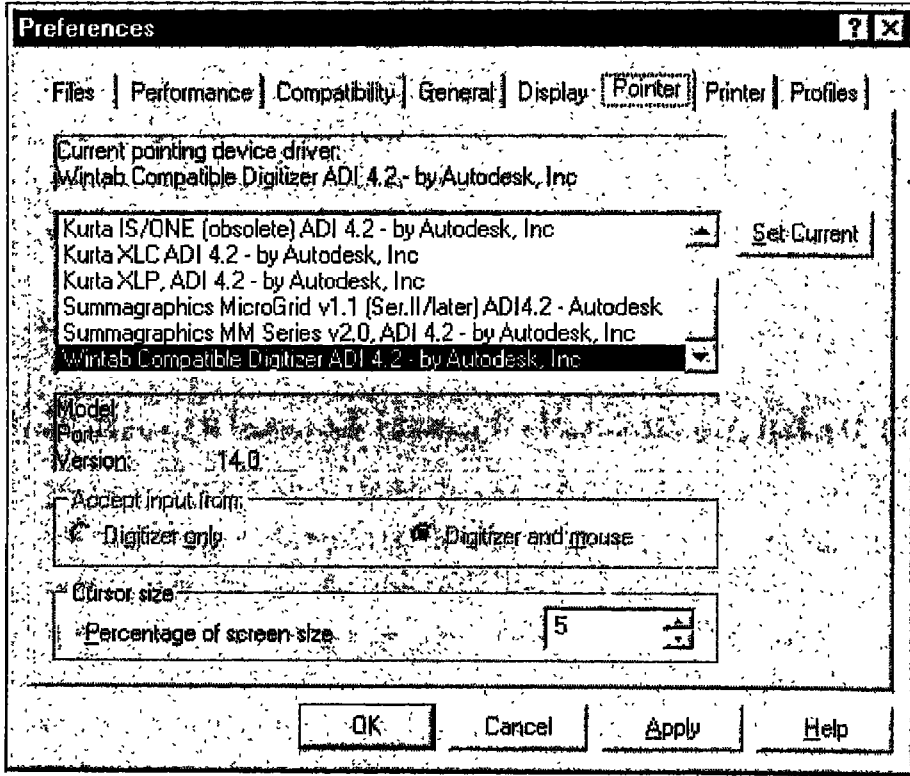 Preferences
Files Performance Compatibility General Display Pointer Printer Profiles
Current pointing device driver:
Wintab Compatible Digitizer ADI 4.2 - by Autodesk, Inc
Kurta IS/ONE (obsolete) ADI 4.2 - by Autodesk, Inc
Kurta XLC ADI 4.2 - by Autodesk, Inc
Kurta XLP, ADI 4.2 - by Autodesk, Inc
Summagraphics MicroGrid v1.1 (Ser.II/later) ADI4.2 - Autodesk
Summagraphics MM Series v2.0, ADI 4.2 - by Autodesk, Inc
Wintab Compatible Digitizer ADI 4.2 - by Autodesk, Inc
Set Current
Model:
Port:
Version: 14.0
Accept input from:
Digitizer only Digitizer and mouse
Cursor size
Percentage of screen size 5
OK Cancel Apply Help